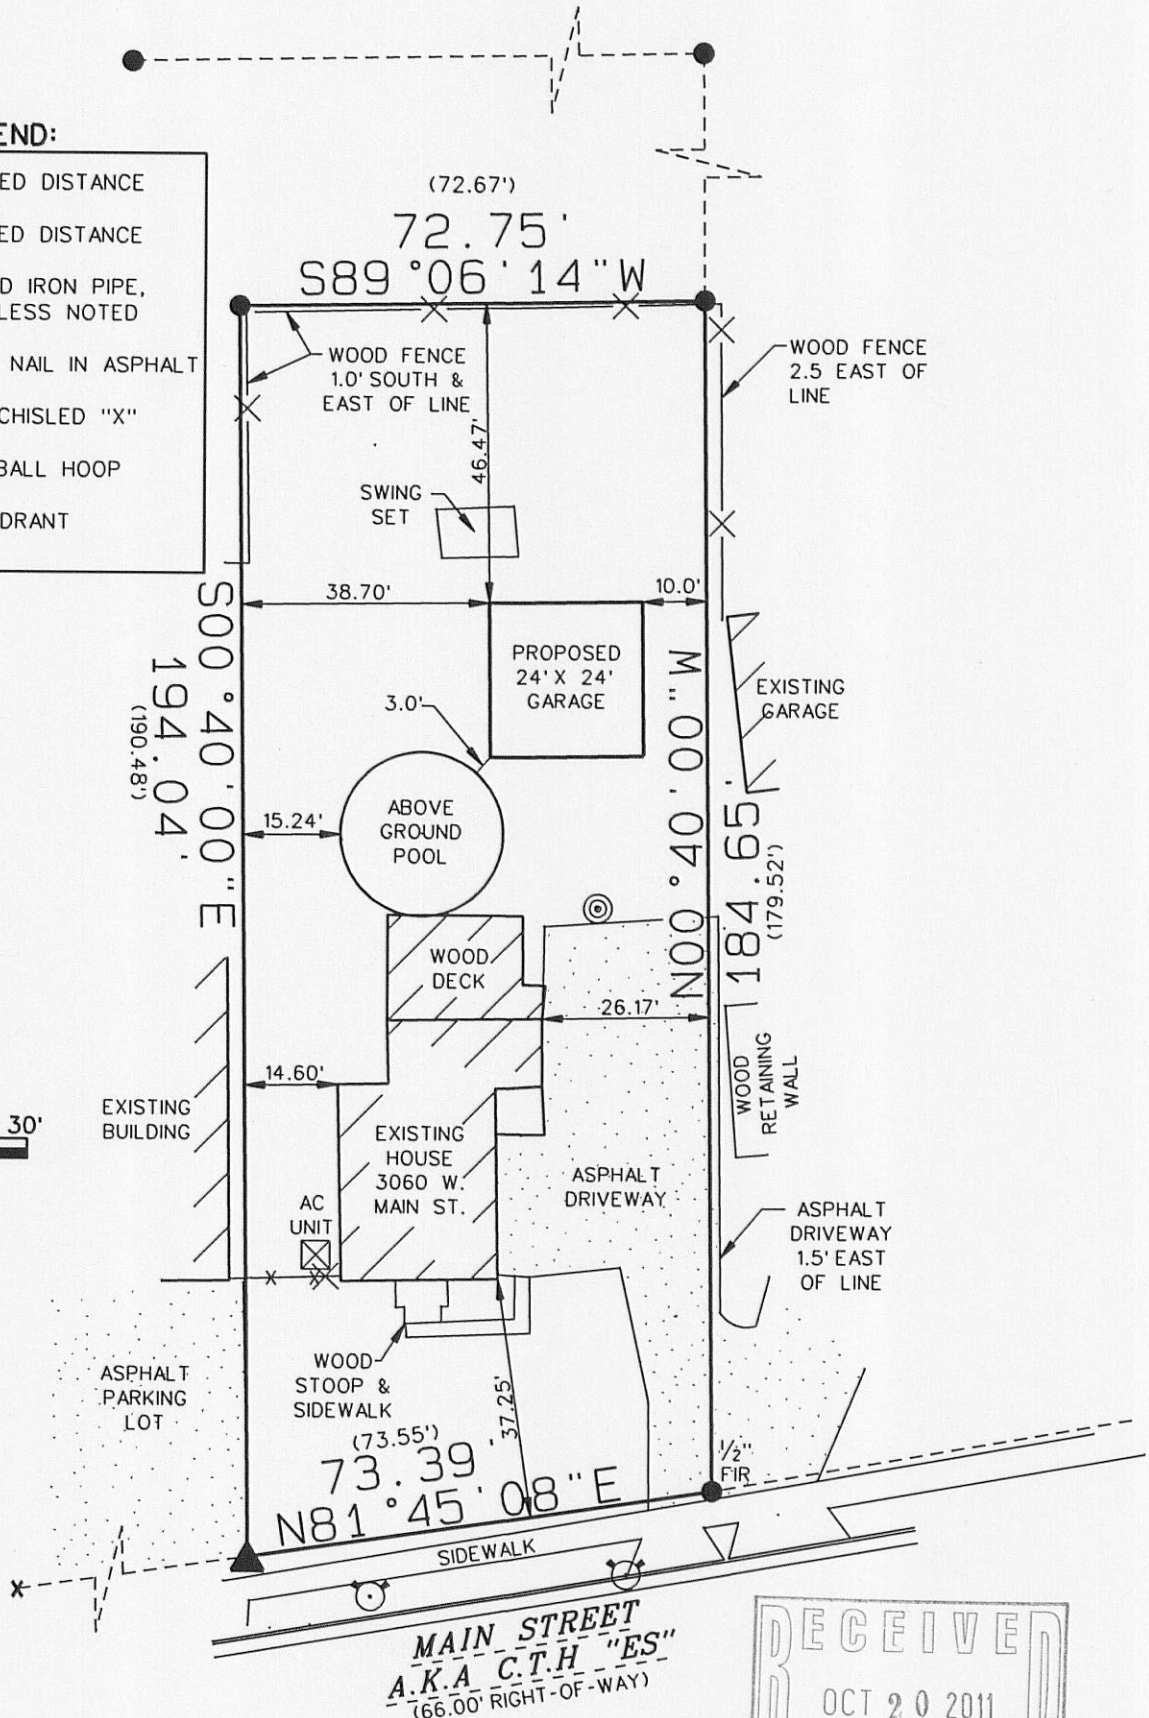 END:
ED DISTANCE
ED DISTANCE
D IRON PIPE,
LESS NOTED
NAIL IN ASPHALT
CHISLED "X"
BALL HOOP
DRANT
(72.67')
72.75'
S89°06'14"W
WOOD FENCE
1.0' SOUTH &
EAST OF LINE
WOOD FENCE
2.5 EAST OF
LINE
46.47'
SWING
SET
38.70'
10.0'
PROPOSED
24' X 24'
GARAGE
EXISTING
GARAGE
S00°40'00"E
194.04'
(190.48')
N00°40'00"W
184.65'
(179.52')
3.0'
15.24'
ABOVE
GROUND
POOL
WOOD
DECK
26.17'
WOOD
RETAINING
WALL
14.60'
EXISTING
BUILDING
30'
EXISTING
HOUSE
3060 W.
MAIN ST.
ASPHALT
DRIVEWAY
AC
UNIT
ASPHALT
DRIVEWAY
1.5' EAST
OF LINE
ASPHALT
PARKING
LOT
WOOD
STOOP &
SIDEWALK
37.25'
(73.55')
73.39'
N81°45'08"E
1/2"
FIR
SIDEWALK
MAIN STREET
A.K.A C.T.H "ES"
(66.00' RIGHT-OF-WAY)
RECEIVED
OCT 20 2011